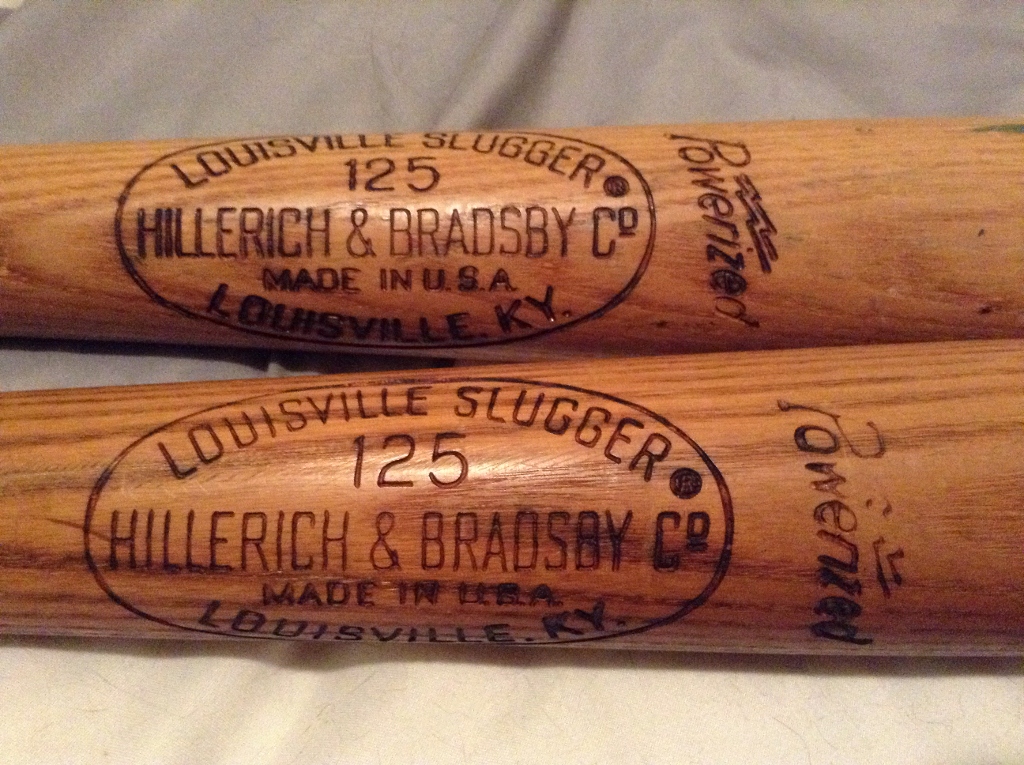 LOUISVILLE SLUGGER®
125
HILLERICH & BRADSBY Cº
MADE IN U.S.A.
LOUISVILLE, KY.
Powerized
LOUISVILLE SLUGGER®
125
HILLERICH & BRADSBY Cº
MADE IN U.S.A.
LOUISVILLE, KY.
Powerized